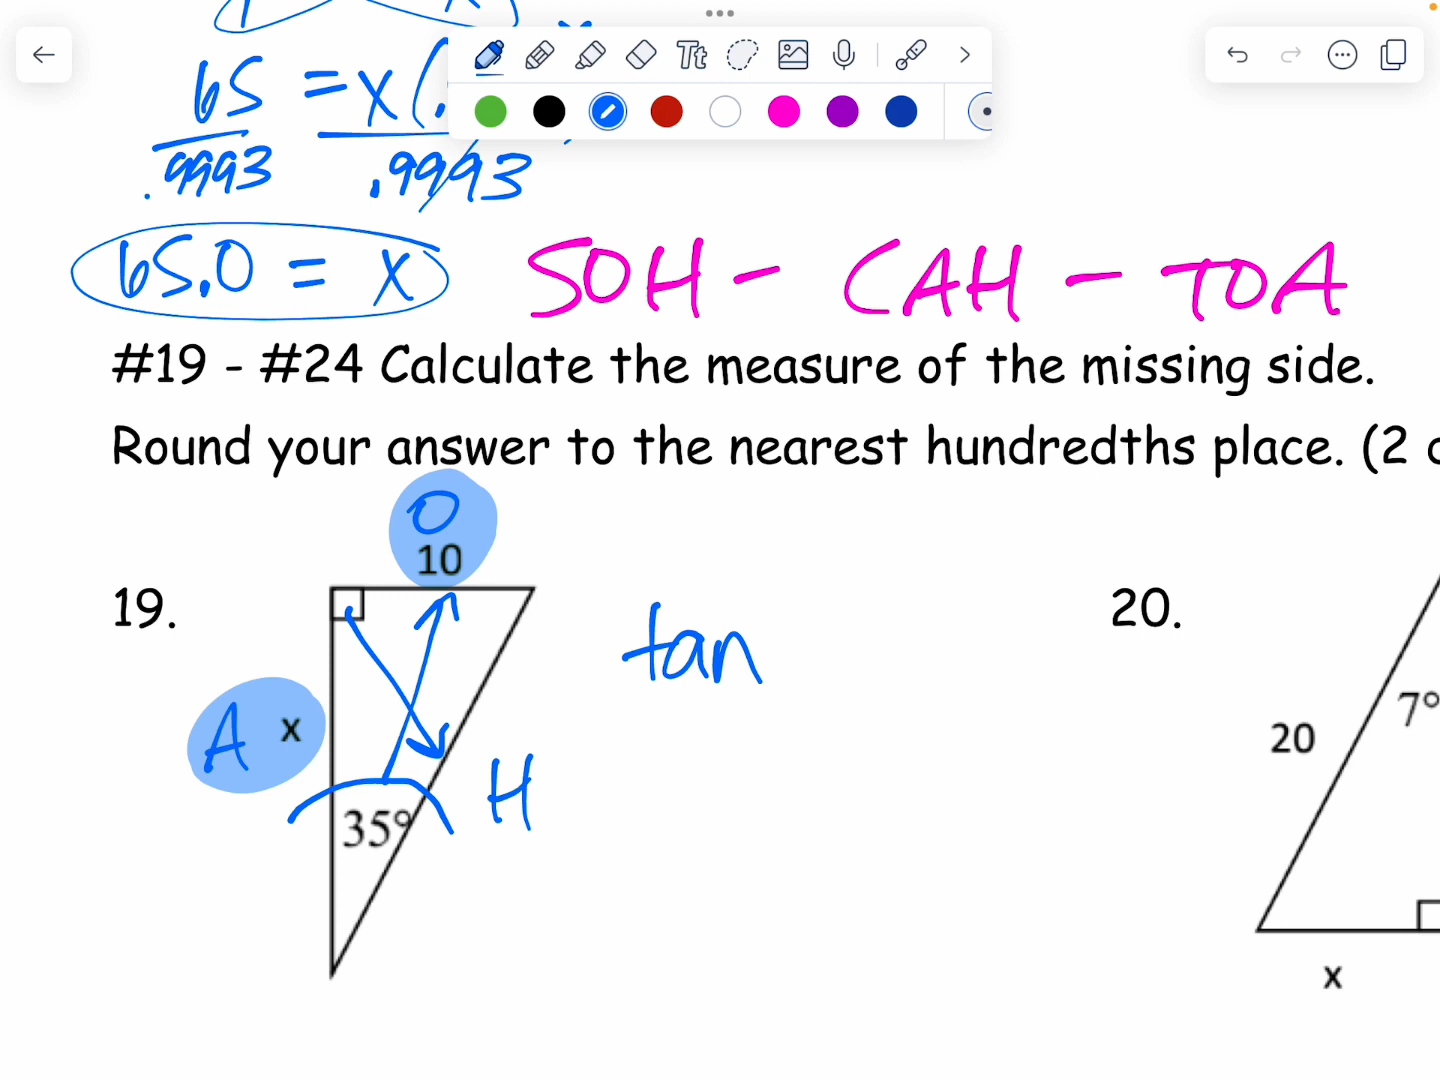 65 = x(.
.9993 .9993
65.0 = x SOH - CAH - TOA
#19 - #24 Calculate the measure of the missing side.
Round your answer to the nearest hundredths place. (2
O
10
19.
tan
20.
A x
H
35°
7°
20
x
Tt